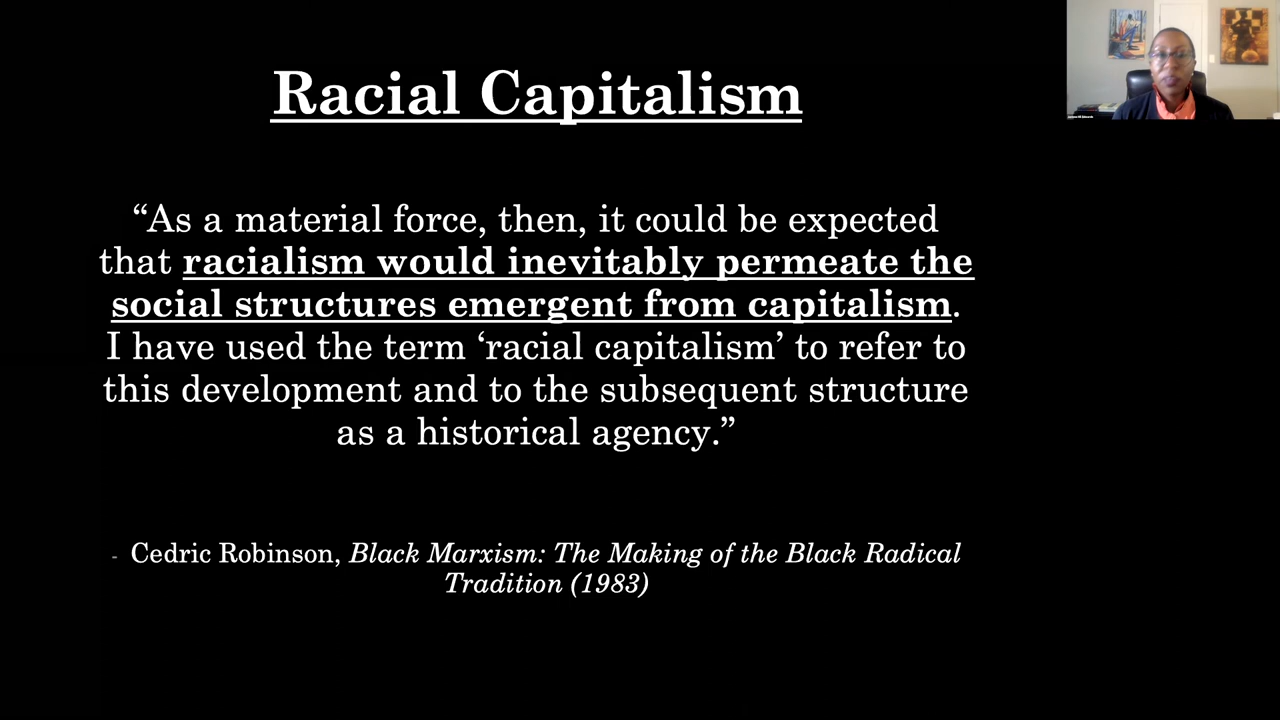 Racial Capitalism
“As a material force, then, it could be expected
that racialism would inevitably permeate the
social structures emergent from capitalism.
I have used the term ‘racial capitalism’ to refer to
this development and to the subsequent structure
as a historical agency.”
- Cedric Robinson, Black Marxism: The Making of the Black Radical
Tradition (1983)